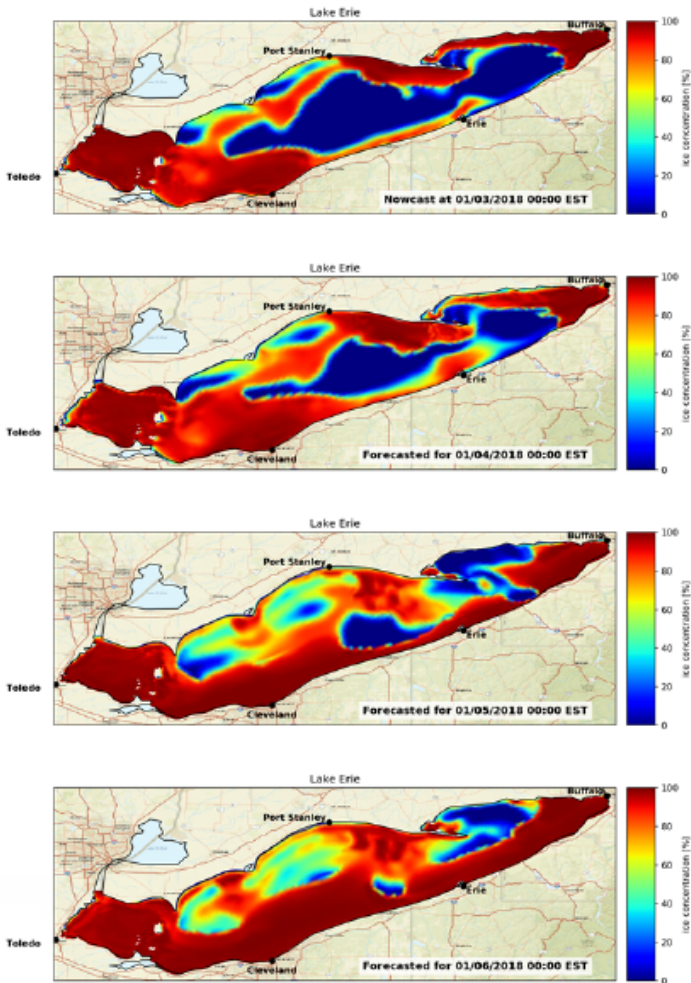 Lake Erie
Buffalo
Port Stanley
Erie
Toledo
Cleveland
Nowcast at 01/03/2018 00:00 EST
100
80
60
40
20
0
ice concentration [%]
Lake Erie
Buffalo
Port Stanley
Erie
Toledo
Cleveland
Forecasted for 01/04/2018 00:00 EST
100
80
60
40
20
0
ice concentration [%]
Lake Erie
Buffalo
Port Stanley
Erie
Toledo
Cleveland
Forecasted for 01/05/2018 00:00 EST
100
80
60
40
20
0
ice concentration [%]
Lake Erie
Buffalo
Port Stanley
Erie
Toledo
Cleveland
Forecasted for 01/06/2018 00:00 EST
100
80
60
40
20
0
ice concentration [%]